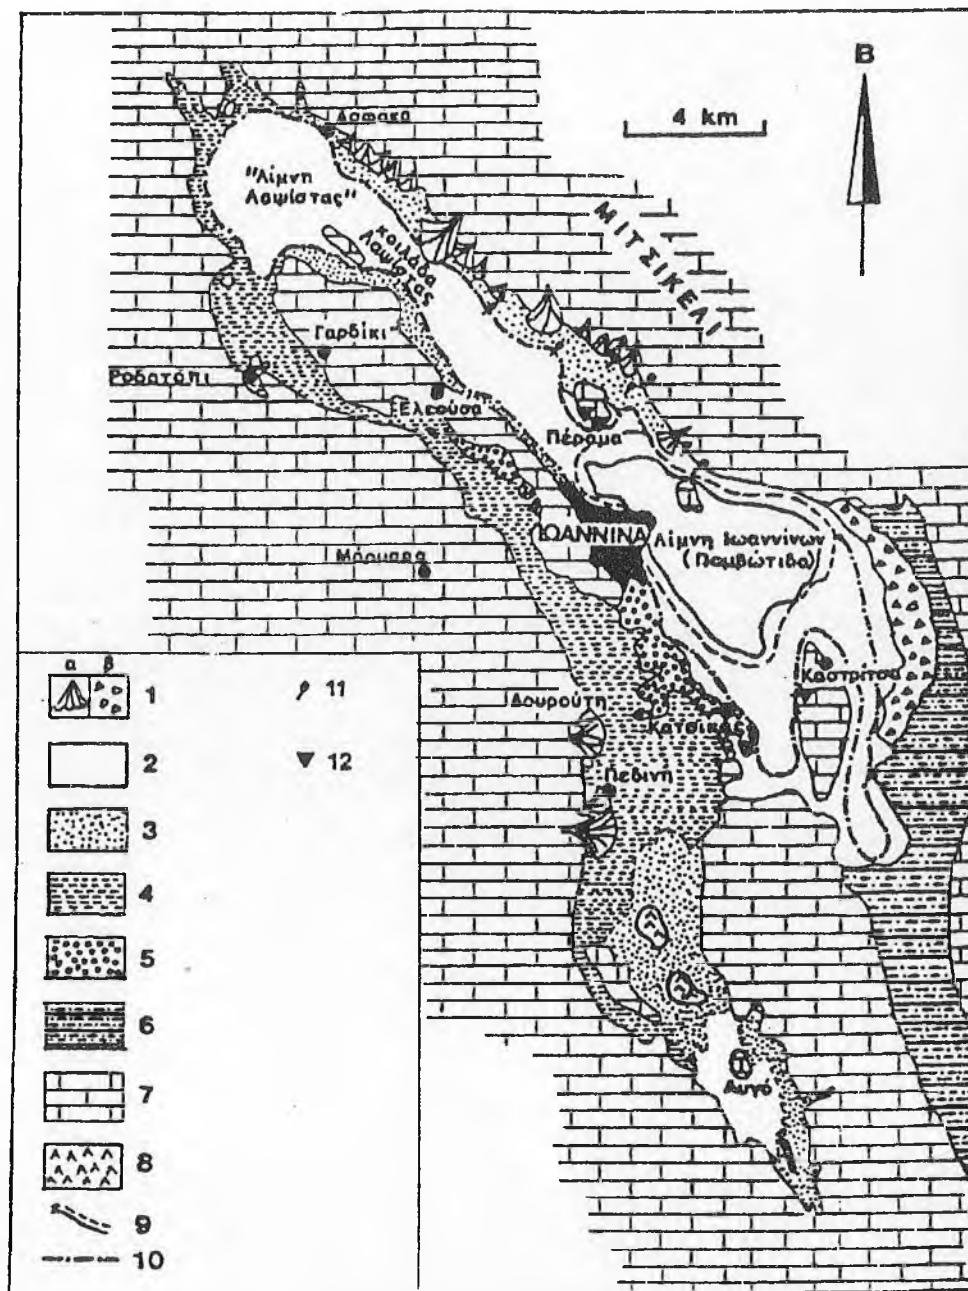 Β
4 km
"Λίμνη
Λαψίστας"
κοιλάδα
Λαψίστας
ΜΙΤΣΙΚΕΛΙ
Γαρδίκι
Ροδοτόπι
Ελεούσα
Πέραμα
ΙΩΑΝΝΙΝΑ
Λίμνη Ιωαννίνων
(Παμβώτιδα)
Μάρμαρα
Καστρίτσα
Δουρούτη
Κατσικάς
Πεδινή
Αυγό
α β
1
2
3
4
5
6
7
8
9
10
11
12